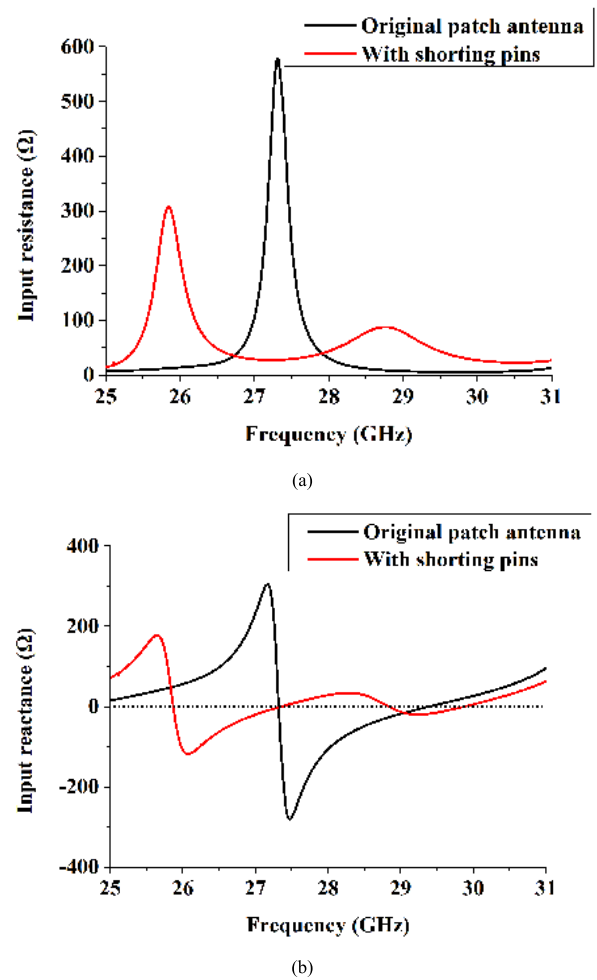 Original patch antenna
With shorting pins
600
500
400
300
200
100
0
25 26 27 28 29 30 31
Input resistance (Ω)
Frequency (GHz)
(a)
Original patch antenna
With shorting pins
400
200
0
-200
-400
25 26 27 28 29 30 31
Input reactance (Ω)
Frequency (GHz)
(b)